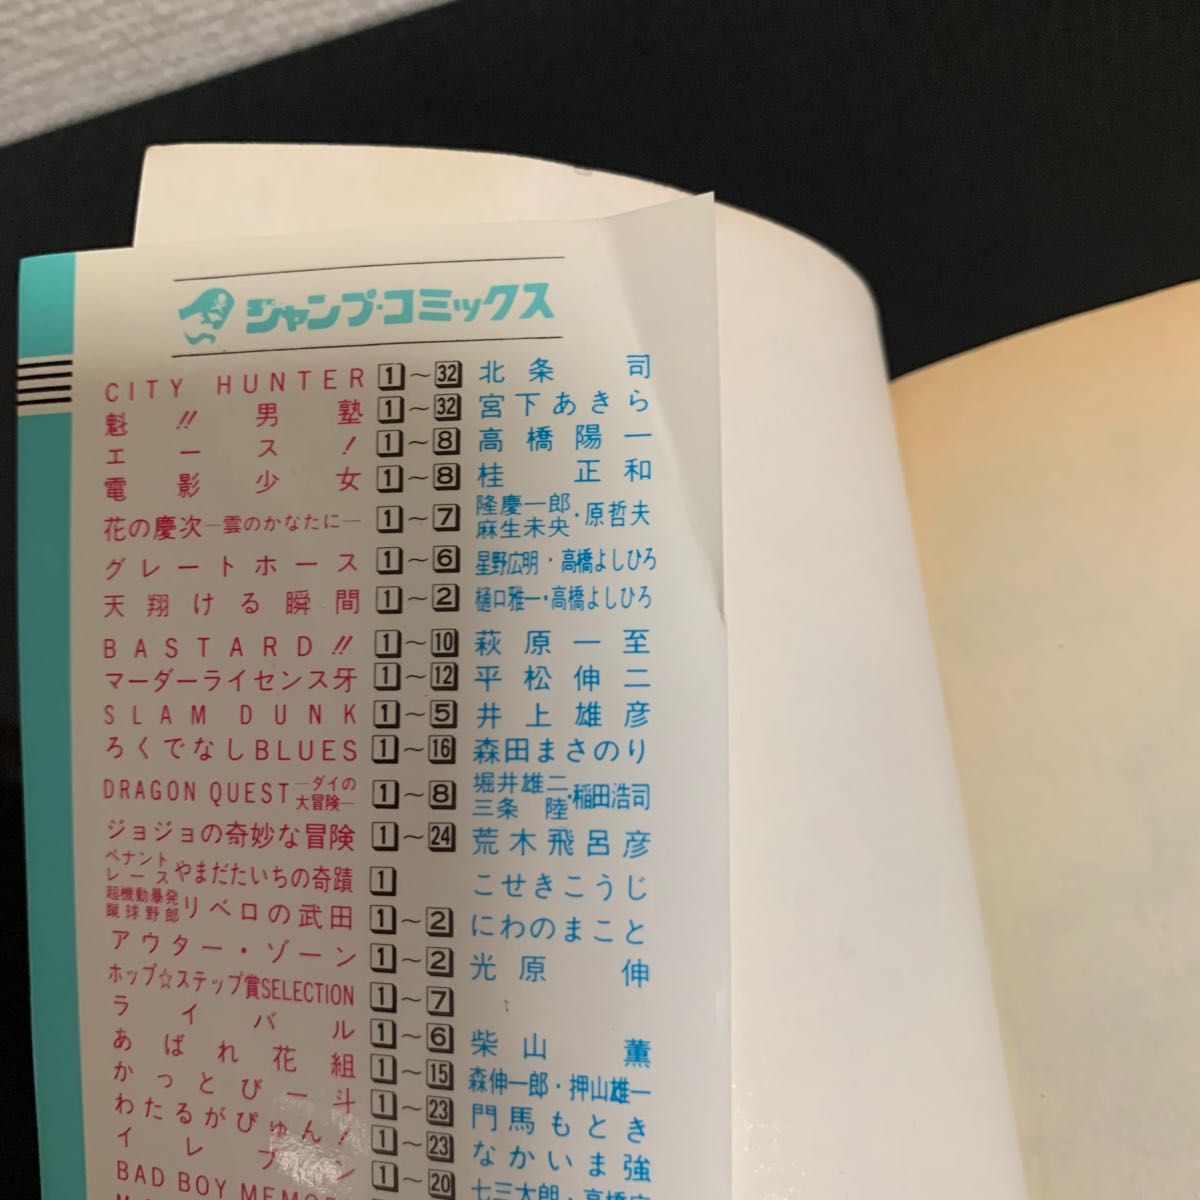 ジャンプ・コミックス
CITY HUNTER 1～32 北条司
魁!!男塾 1～32 宮下あきら
エース! 1～8 高橋陽一
電影少女 1～8 桂正和
花の慶次―雲のかなたに― 1～7 隆慶一郎 麻生未央・原哲夫
グレートホース 1～6 星野広明・高橋よしひろ
天翔ける瞬間 1～2 樋口雅一・高橋よしひろ
BASTARD!! 1～10 萩原一至
マーダーライセンス牙 1～12 平松伸二
SLAM DUNK 1～5 井上雄彦
ろくでなしBLUES 1～16 森田まさのり
DRAGON QUEST―ダイの大冒険― 1～8 堀井雄二 三条陸・稲田浩司
ジョジョの奇妙な冒険 1～24 荒木飛呂彦
ペナントレースやまだたいちの奇蹟 1 こせきこうじ
超機動暴発蹴球野郎リベロの武田 1～2 にわのまこと
アウター・ゾーン 1～2 光原伸
ホップ☆ステップ賞SELECTION 1～7
ライバル 1～6 柴山薫
あばれ花組 1～15 森伸一郎・押山雄一
かっとび一斗 1～23 門馬もとき
わたるがぴゅん! 1～23 なかいま強
イレブン 1～20 七三太朗・高橋
BAD BOY